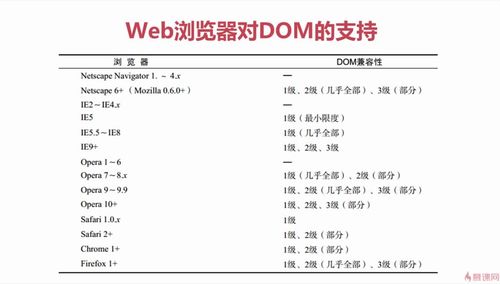 Web浏览器对DOM的支持
浏 览 器 DOM兼容性
Netscape Navigator 1. ~ 4.x —
Netscape 6+（Mozilla 0.6.0+） 1级、2级（几乎全部）、3级（部分）
IE2～IE4.x —
IE5 1级（最小限度）
IE5.5～IE8 1级（几乎全部）
IE9+ 1级、2级、3级
Opera 1～6 —
Opera 7～8.x 1级（几乎全部）、2级（部分）
Opera 9～9.9 1级、2级（几乎全部）、3级（部分）
Opera 10+ 1级、2级、3级（部分）
Safari 1.0.x 1级
Safari 2+ 1级、2级（部分）
Chrome 1+ 1级、2级（部分）
Firefox 1+ 1级、2级（几乎全部）、3级（部分）
慕课网